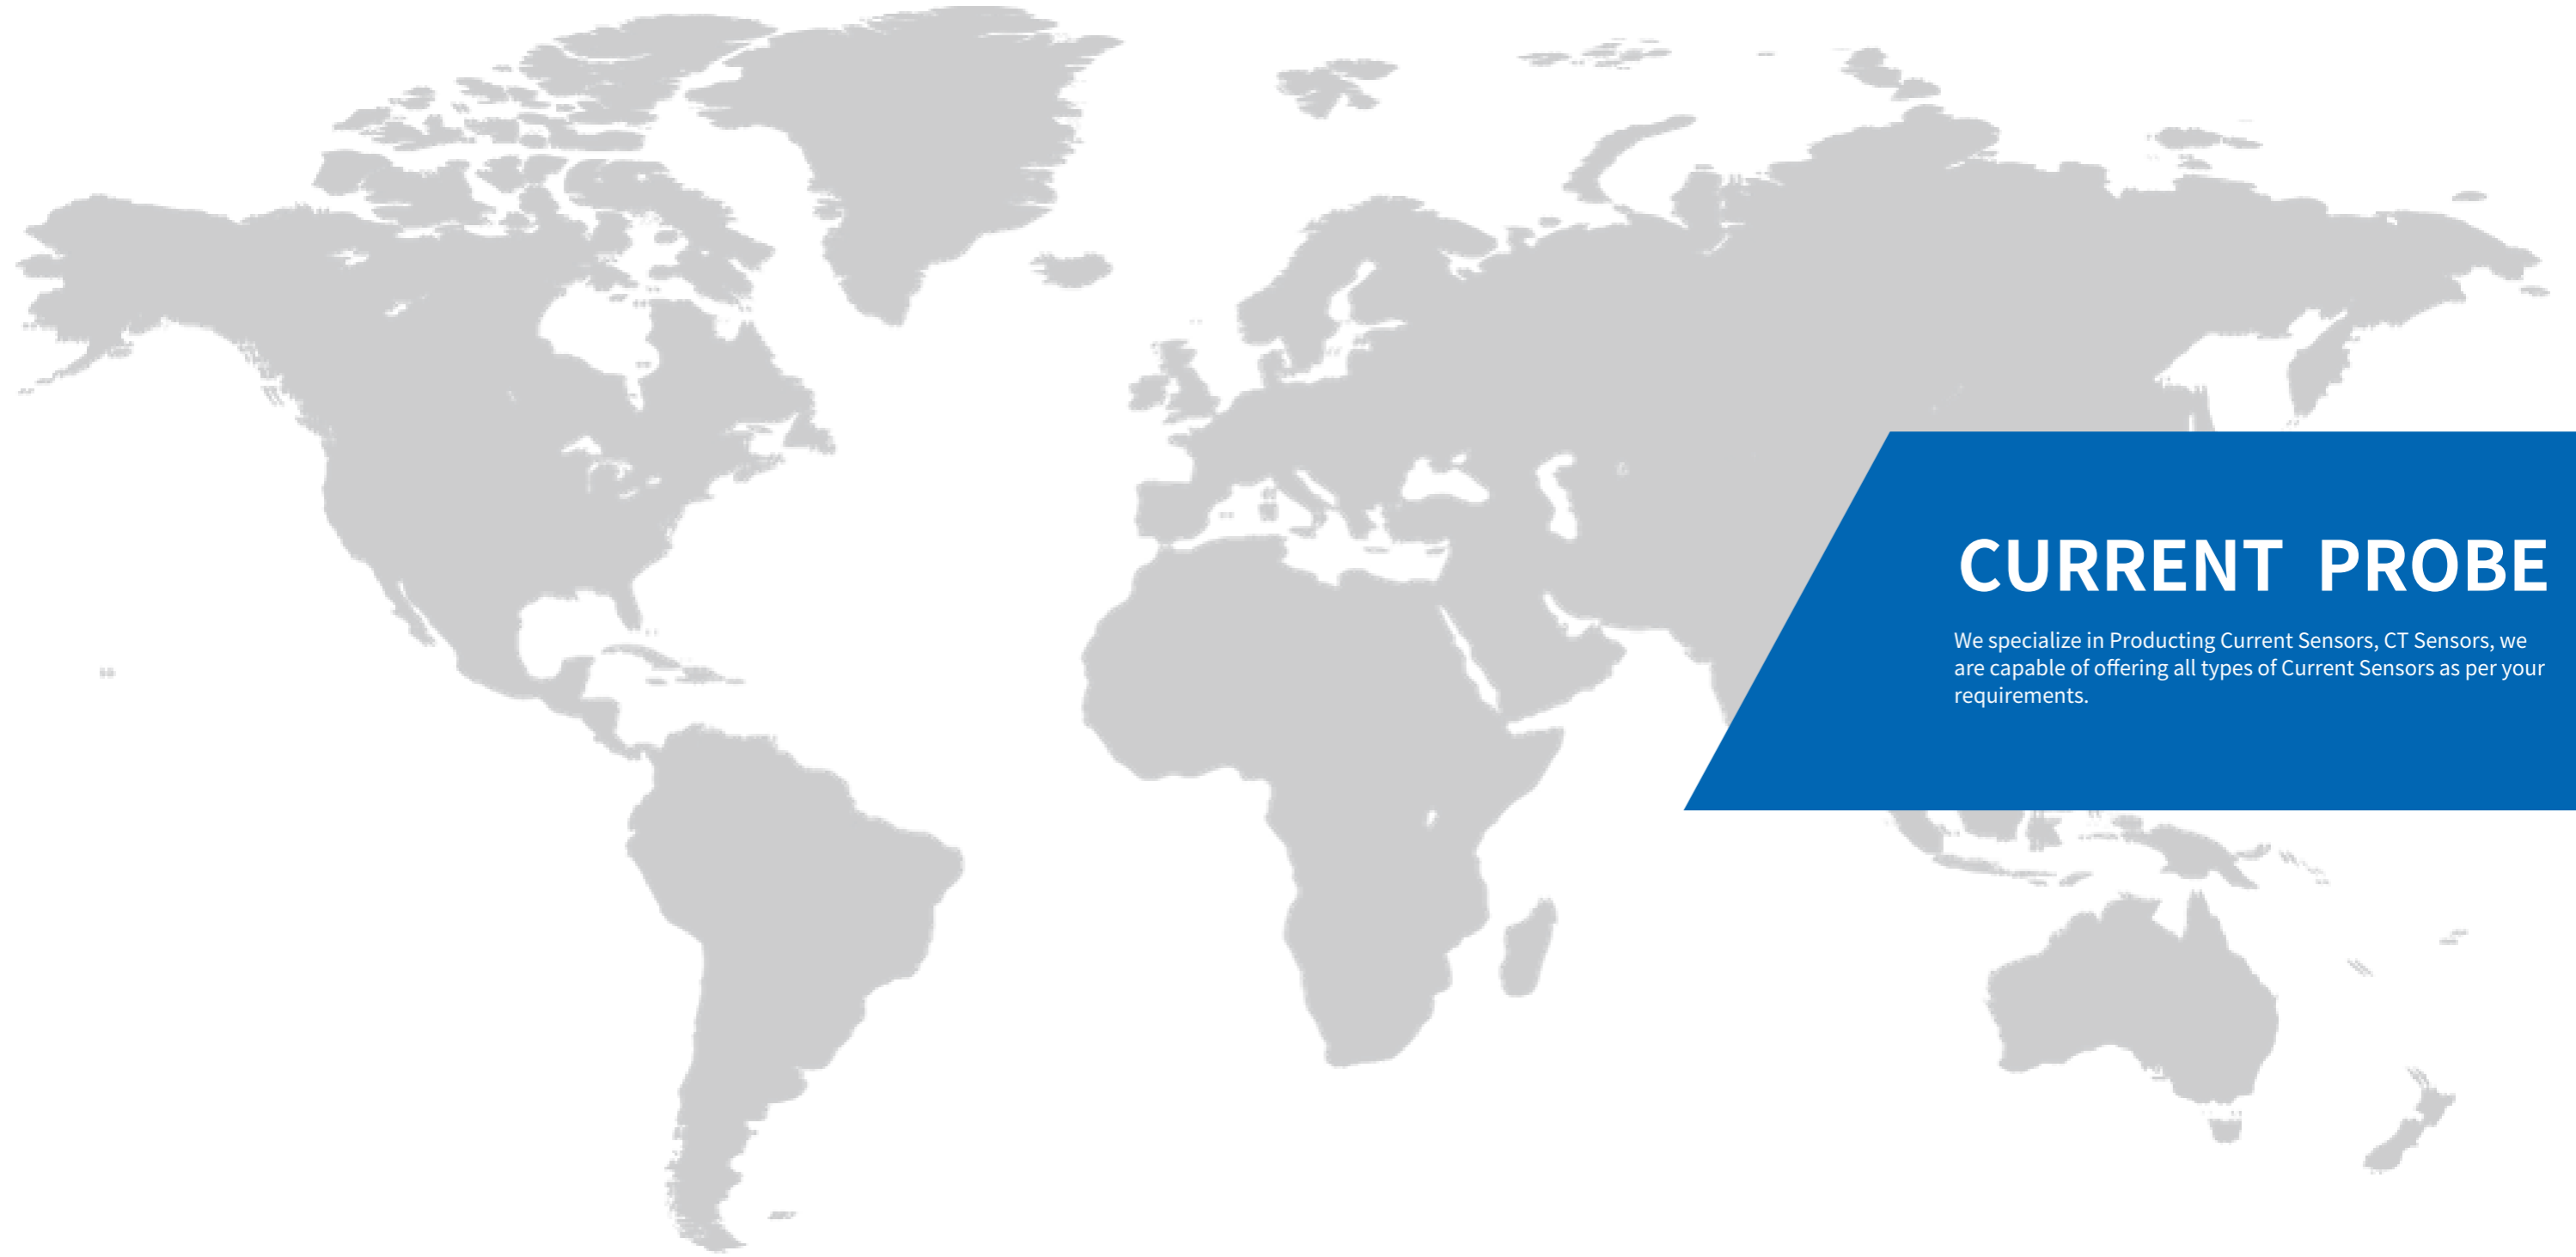 CURRENT PROBE
We specialize in Producting Current Sensors, CT Sensors, we
are capable of offering all types of Current Sensors as per your
requirements.